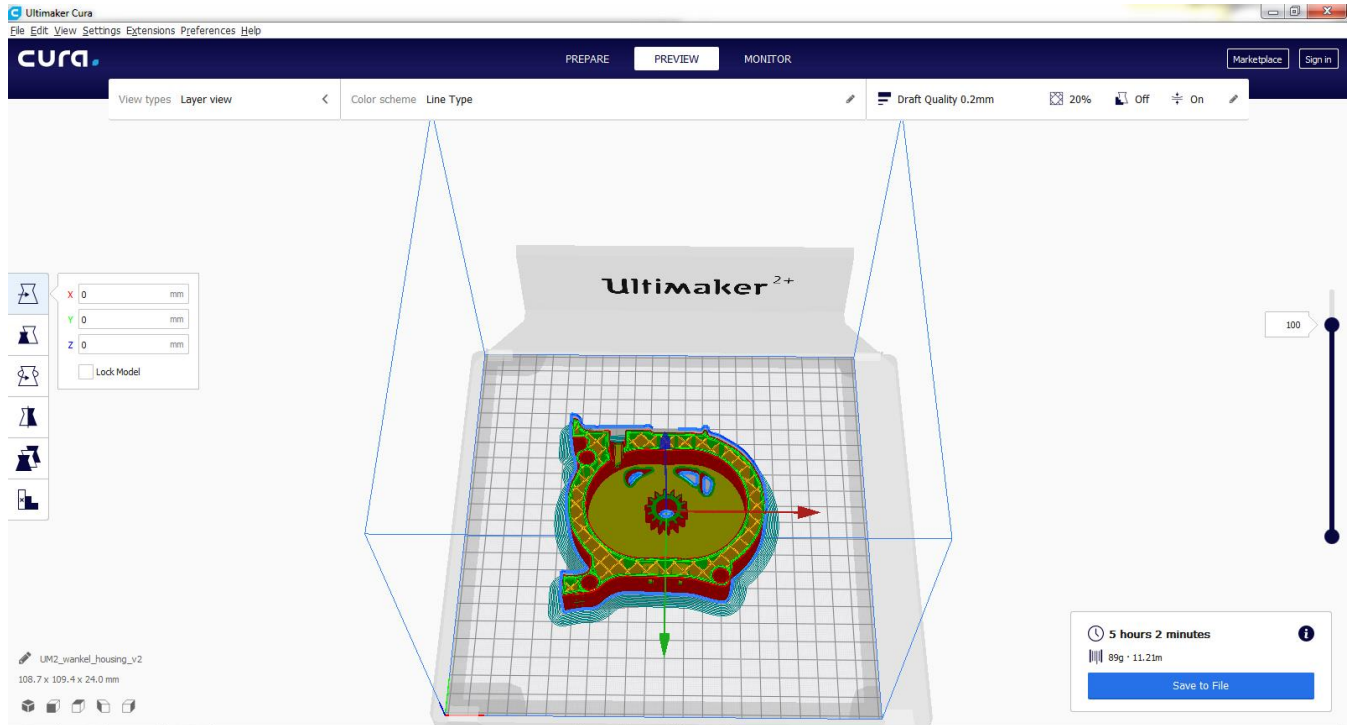 Ultimaker Cura
File Edit View Settings Extensions Preferences Help
cura.
PREPARE PREVIEW MONITOR
Marketplace Sign in
View types Layer view
Color scheme Line Type
Draft Quality 0.2mm 20% Off On
Ultimaker 2+
X 0 mm
Y 0 mm
Z 0 mm
Lock Model
100
5 hours 2 minutes
89g · 11.21m
Save to File
UM2_wankel_housing_v2
108.7 x 109.4 x 24.0 mm